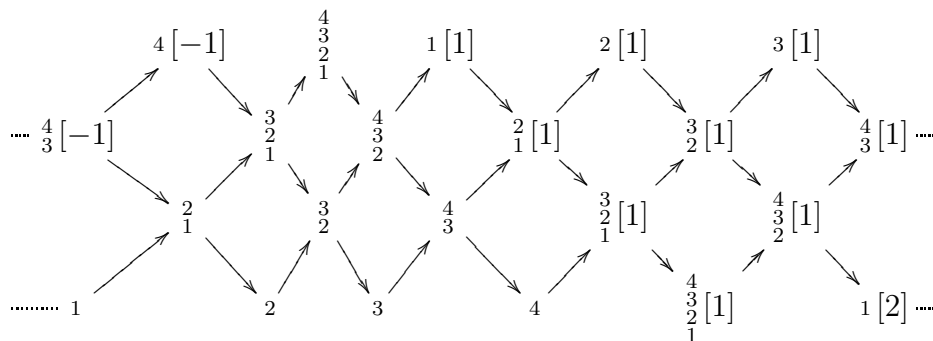 4[−1] 4 3 2 1 1[1] 2[1] 3[1]
4 3[−1] 3 2 1 4 3 2 2 1[1] 3 2[1] 4 3[1]
2 1 3 2 4 3 3 2 1[1] 4 3 2[1]
1 2 3 4 4 3 2 1[1] 1[2]